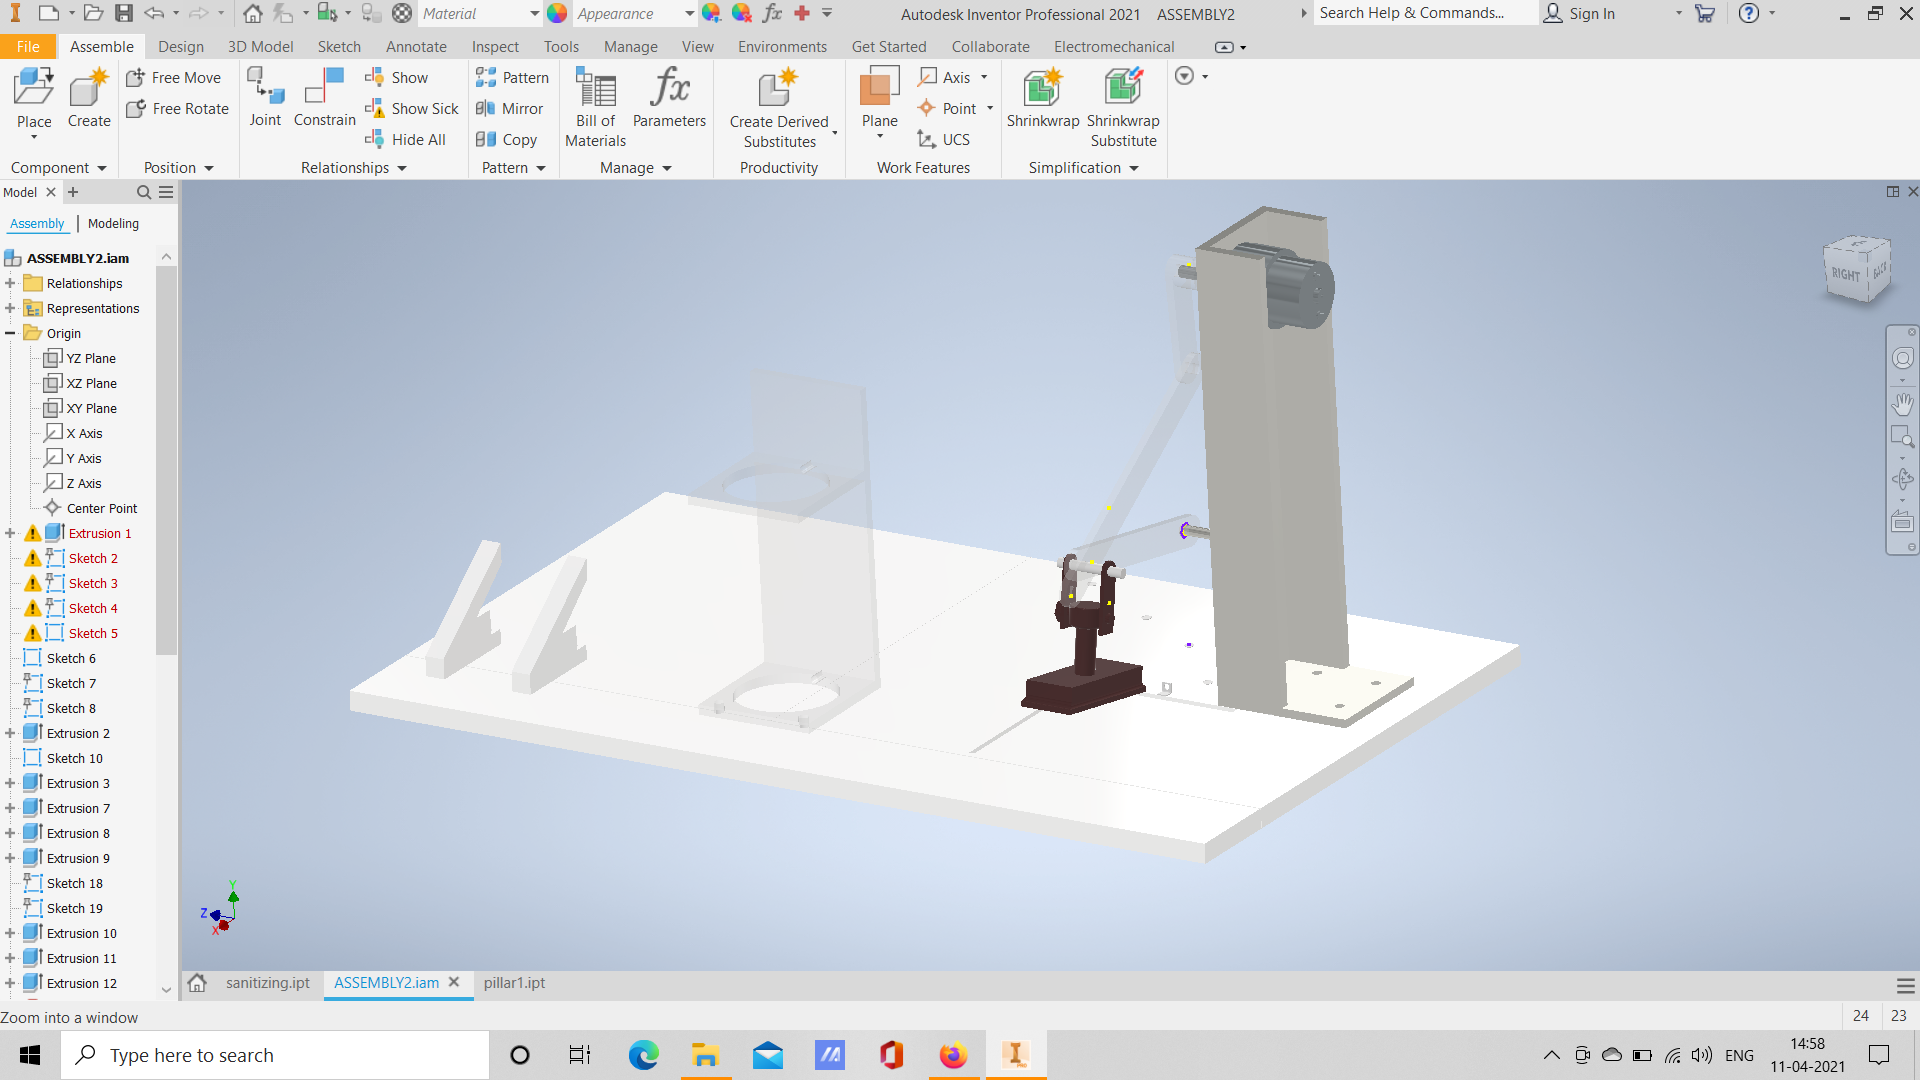 Material
Appearance
Autodesk Inventor Professional 2021 ASSEMBLY2
Search Help & Commands...
Sign In
File Assemble Design 3D Model Sketch Annotate Inspect Tools Manage View Environments Get Started Collaborate Electromechanical
Place
Create
Free Move
Free Rotate
Joint
Constrain
Show
Show Sick
Hide All
Pattern
Mirror
Copy
Bill of
Materials
Parameters
Create Derived
Substitutes
Plane
Axis
Point
UCS
Shrinkwrap
Shrinkwrap
Substitute
Component Position Relationships Pattern Manage Productivity Work Features Simplification
Model
Assembly Modeling
ASSEMBLY2.iam
Relationships
Representations
Origin
YZ Plane
XZ Plane
XY Plane
X Axis
Y Axis
Z Axis
Center Point
Extrusion 1
Sketch 2
Sketch 3
Sketch 4
Sketch 5
Sketch 6
Sketch 7
Sketch 8
Extrusion 2
Sketch 10
Extrusion 3
Extrusion 7
Extrusion 8
Extrusion 9
Sketch 18
Sketch 19
Extrusion 10
Extrusion 11
Extrusion 12
RIGHT
BACK
Y
Z
X
sanitizing.ipt ASSEMBLY2.iam pillar1.ipt
Zoom into a window
24 23
Type here to search
ENG
14:58
11-04-2021